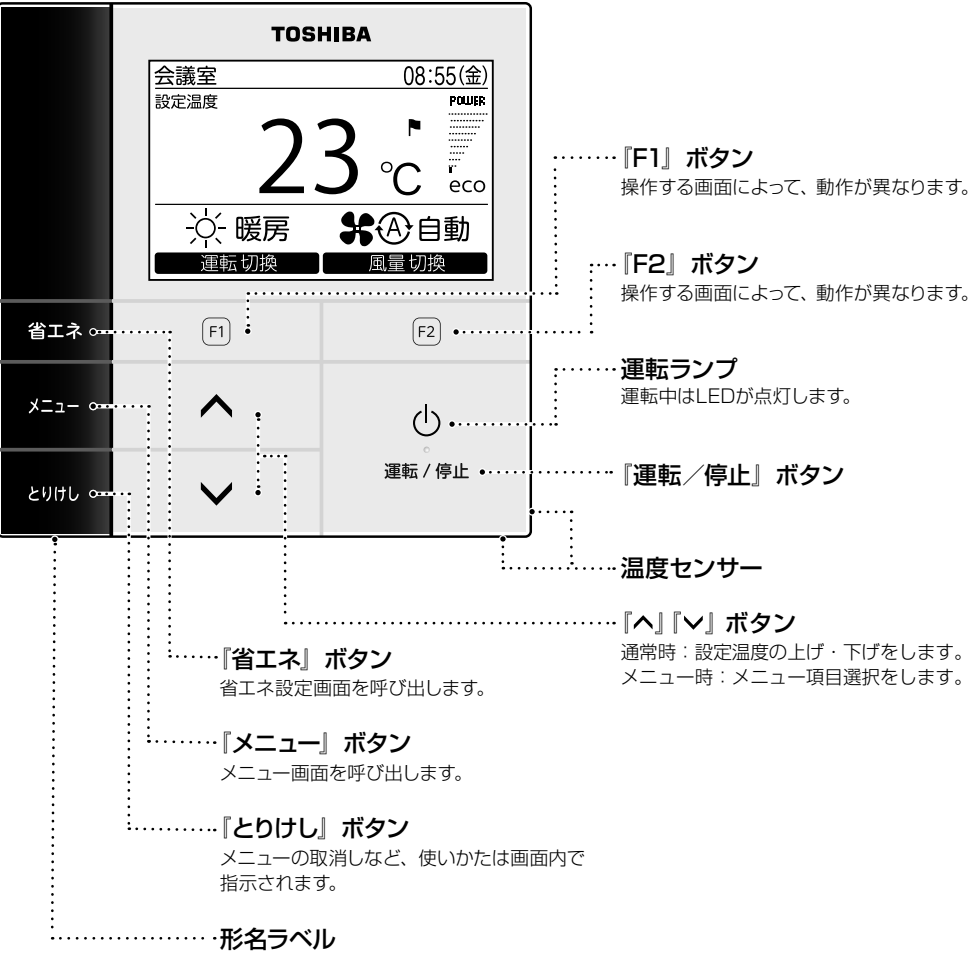 TOSHIBA
会議室 08:55(金)
設定温度 POWER
23 ℃
eco
暖房 A 自動
運転切換 風量切換
省エネ F1 F2
メニュー
とりけし 運転 / 停止
『F1』 ボタン
操作する画面によって、動作が異なります。
『F2』 ボタン
操作する画面によって、動作が異なります。
運転ランプ
運転中はLEDが点灯します。
『運転／停止』 ボタン
温度センサー
『∧』『∨』 ボタン
通常時：設定温度の上げ・下げをします。
メニュー時：メニュー項目選択をします。
『省エネ』 ボタン
省エネ設定画面を呼び出します。
『メニュー』 ボタン
メニュー画面を呼び出します。
『とりけし』 ボタン
メニューの取消しなど、使いかたは画面内で
指示されます。
形名ラベル